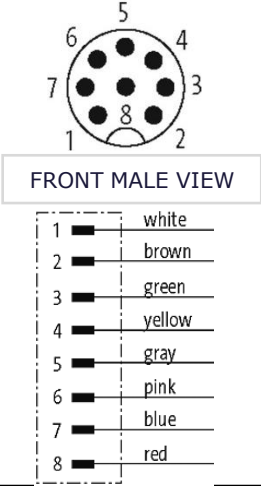 5
6 4
7 3
8
1 2
FRONT MALE VIEW
1 white
2 brown
3 green
4 yellow
5 gray
6 pink
7 blue
8 red